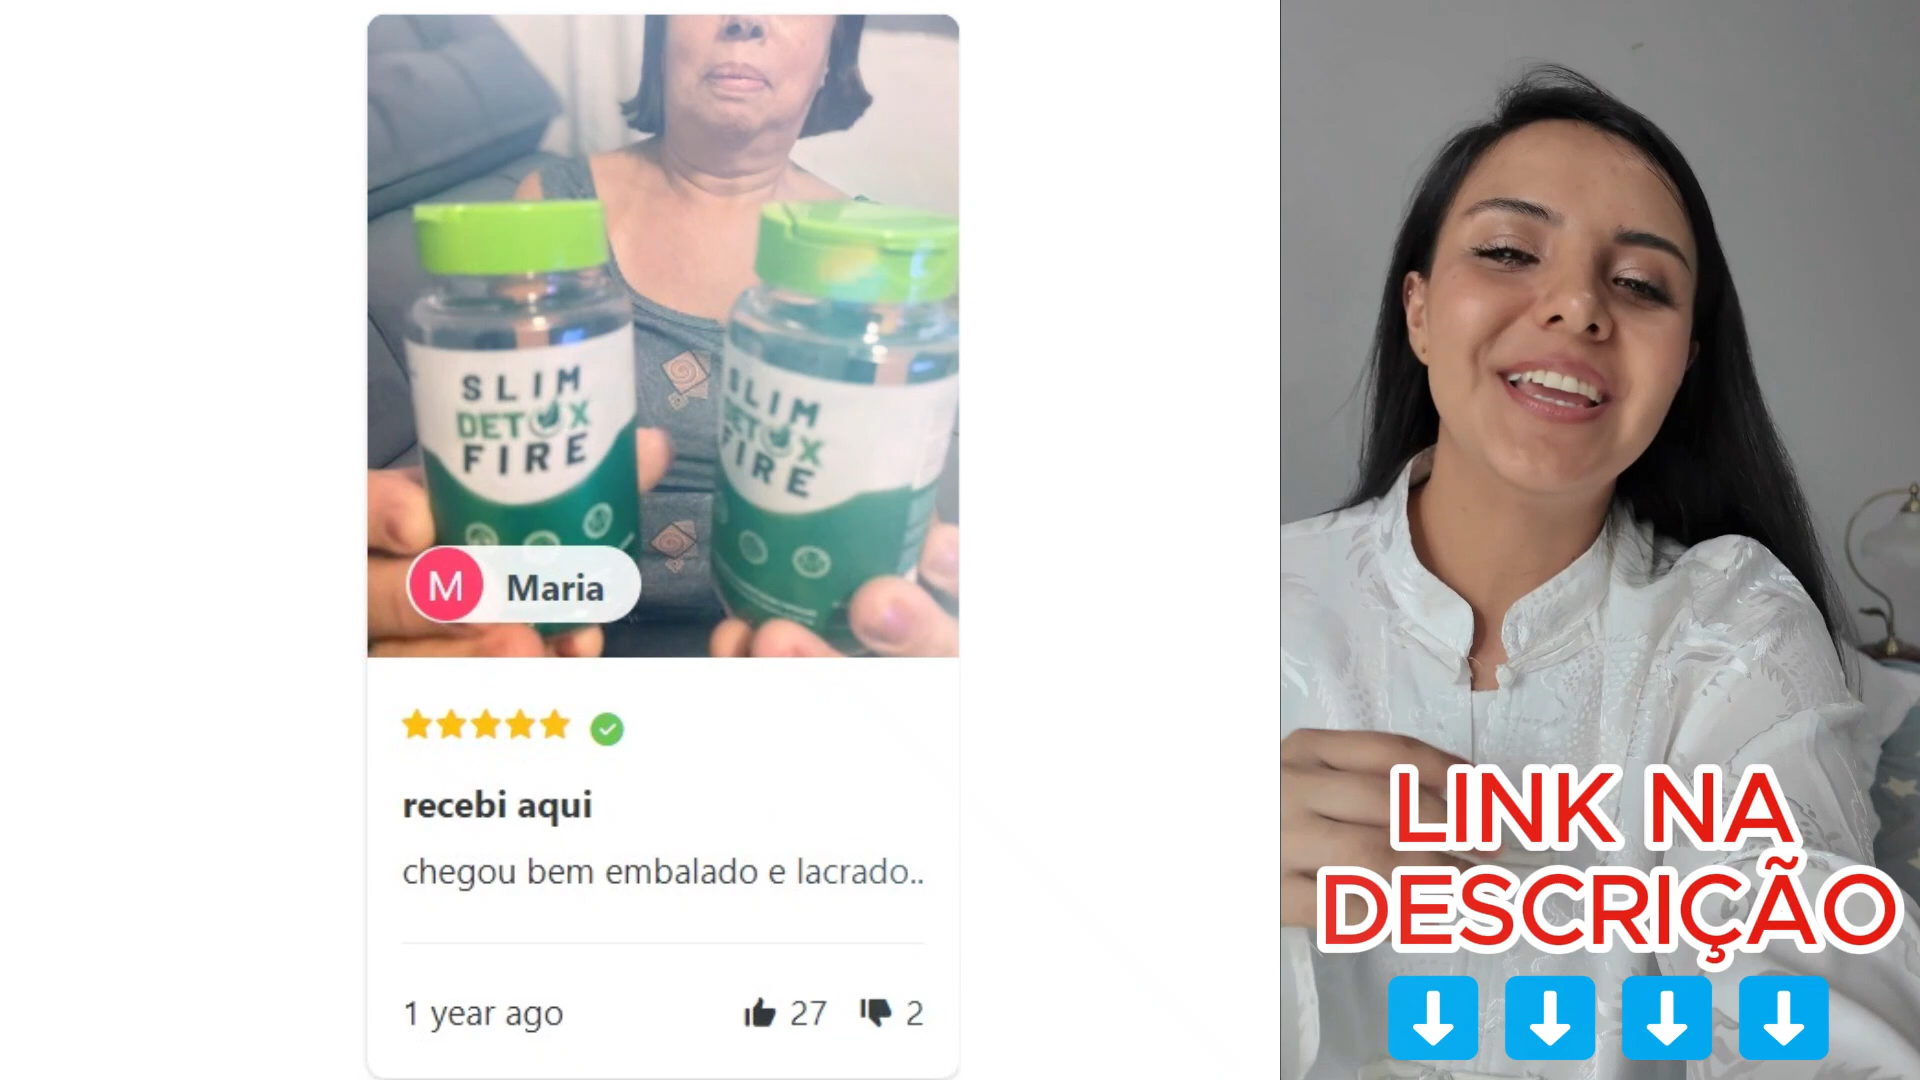 SLIM
DETOX
FIRE
SLIM
DETOX
FIRE
M
Maria
recebi aqui
chegou bem embalado e lacrado..
1 year ago
27
2
LINK NA
DESCRIÇÃO